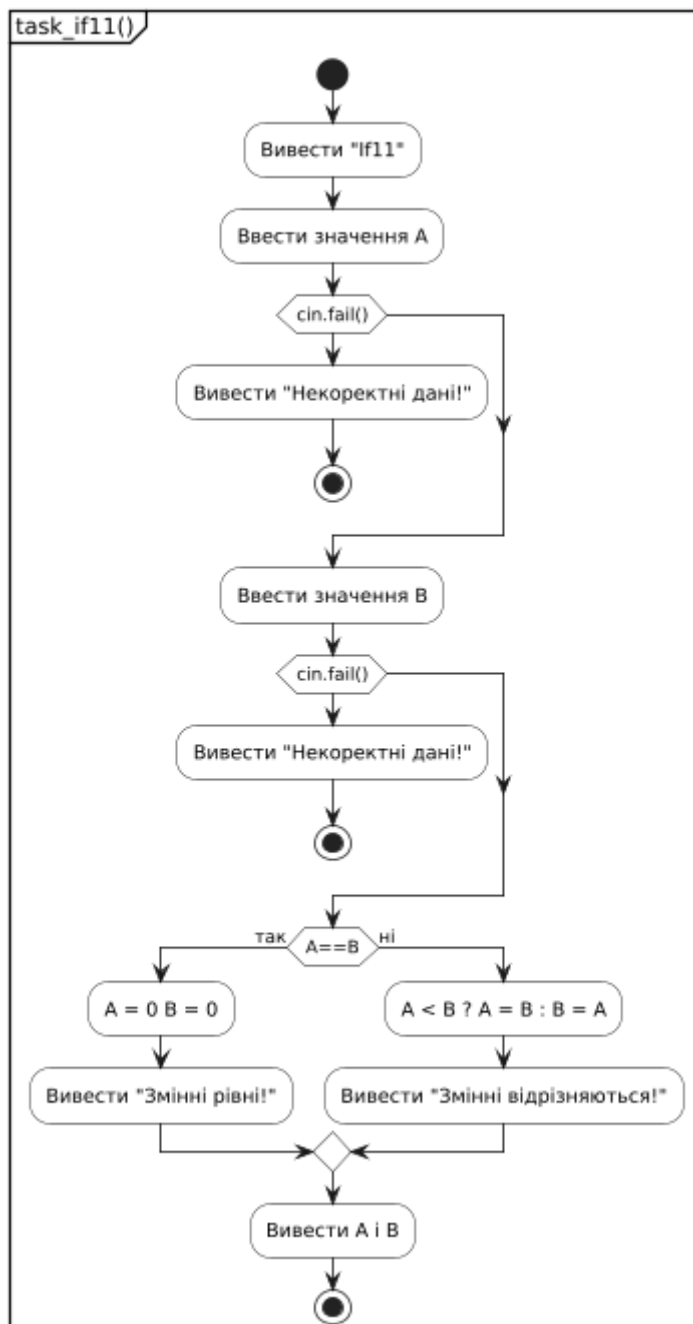 task_if11()
Вивести "If11"
Ввести значення A
cin.fail()
Вивести "Некоректні дані!"
Ввести значення B
cin.fail()
Вивести "Некоректні дані!"
так
A==B
ні
A = 0 B = 0
A < B ? A = B : B = A
Вивести "Змінні рівні!"
Вивести "Змінні відрізняються!"
Вивести A і B